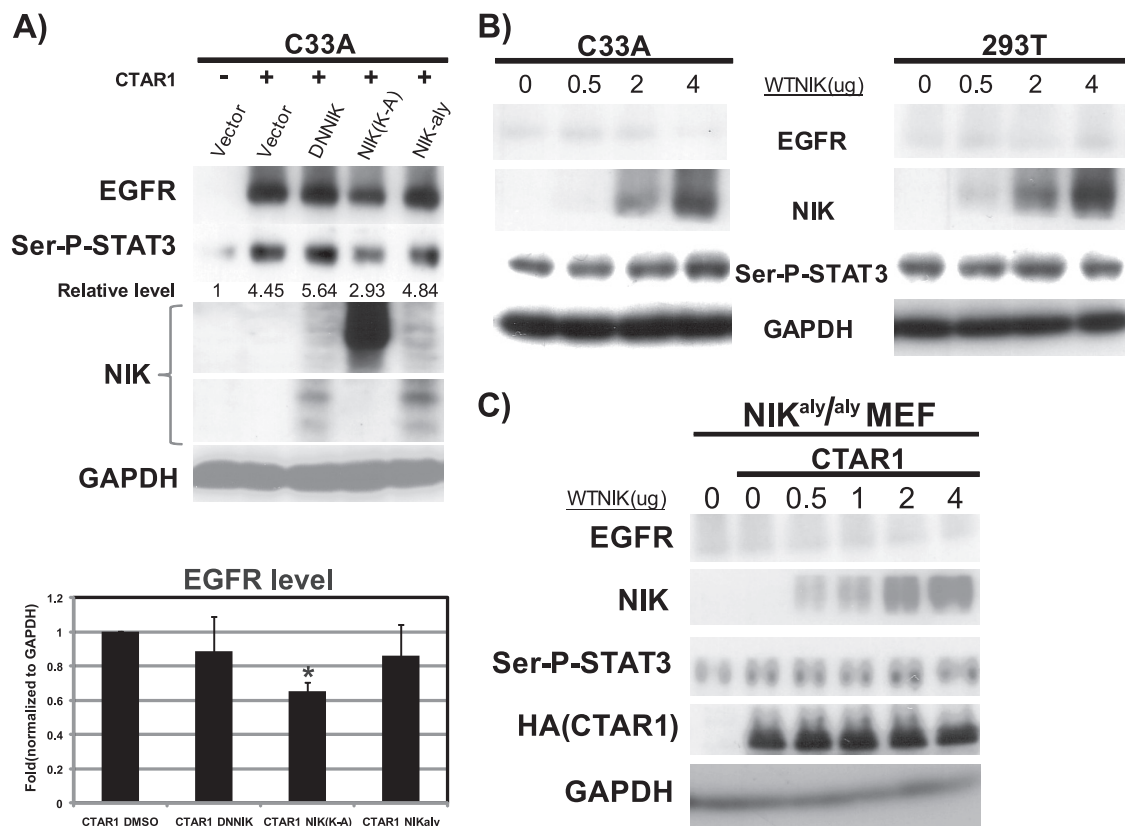 A)
C33A
CTAR1 - + + + +
Vector Vector DNNIK NIK(K-A) NIK-aly
EGFR
Ser-P-STAT3
Relative level 1 4.45 5.64 2.93 4.84
NIK
GAPDH
EGFR level
Fold(normalized to GAPDH)
1.2
1
0.8
0.6
0.4
0.2
0
*
CTAR1 DMSO CTAR1 DNNIK CTAR1 NIK(K-A) CTAR1 NIKaly
B)
C33A 293T
0 0.5 2 4 WTNIK(ug) 0 0.5 2 4
EGFR
NIK
Ser-P-STAT3
GAPDH
C)
NIKaly/aly MEF
CTAR1
WTNIK(ug) 0 0 0.5 1 2 4
EGFR
NIK
Ser-P-STAT3
HA(CTAR1)
GAPDH